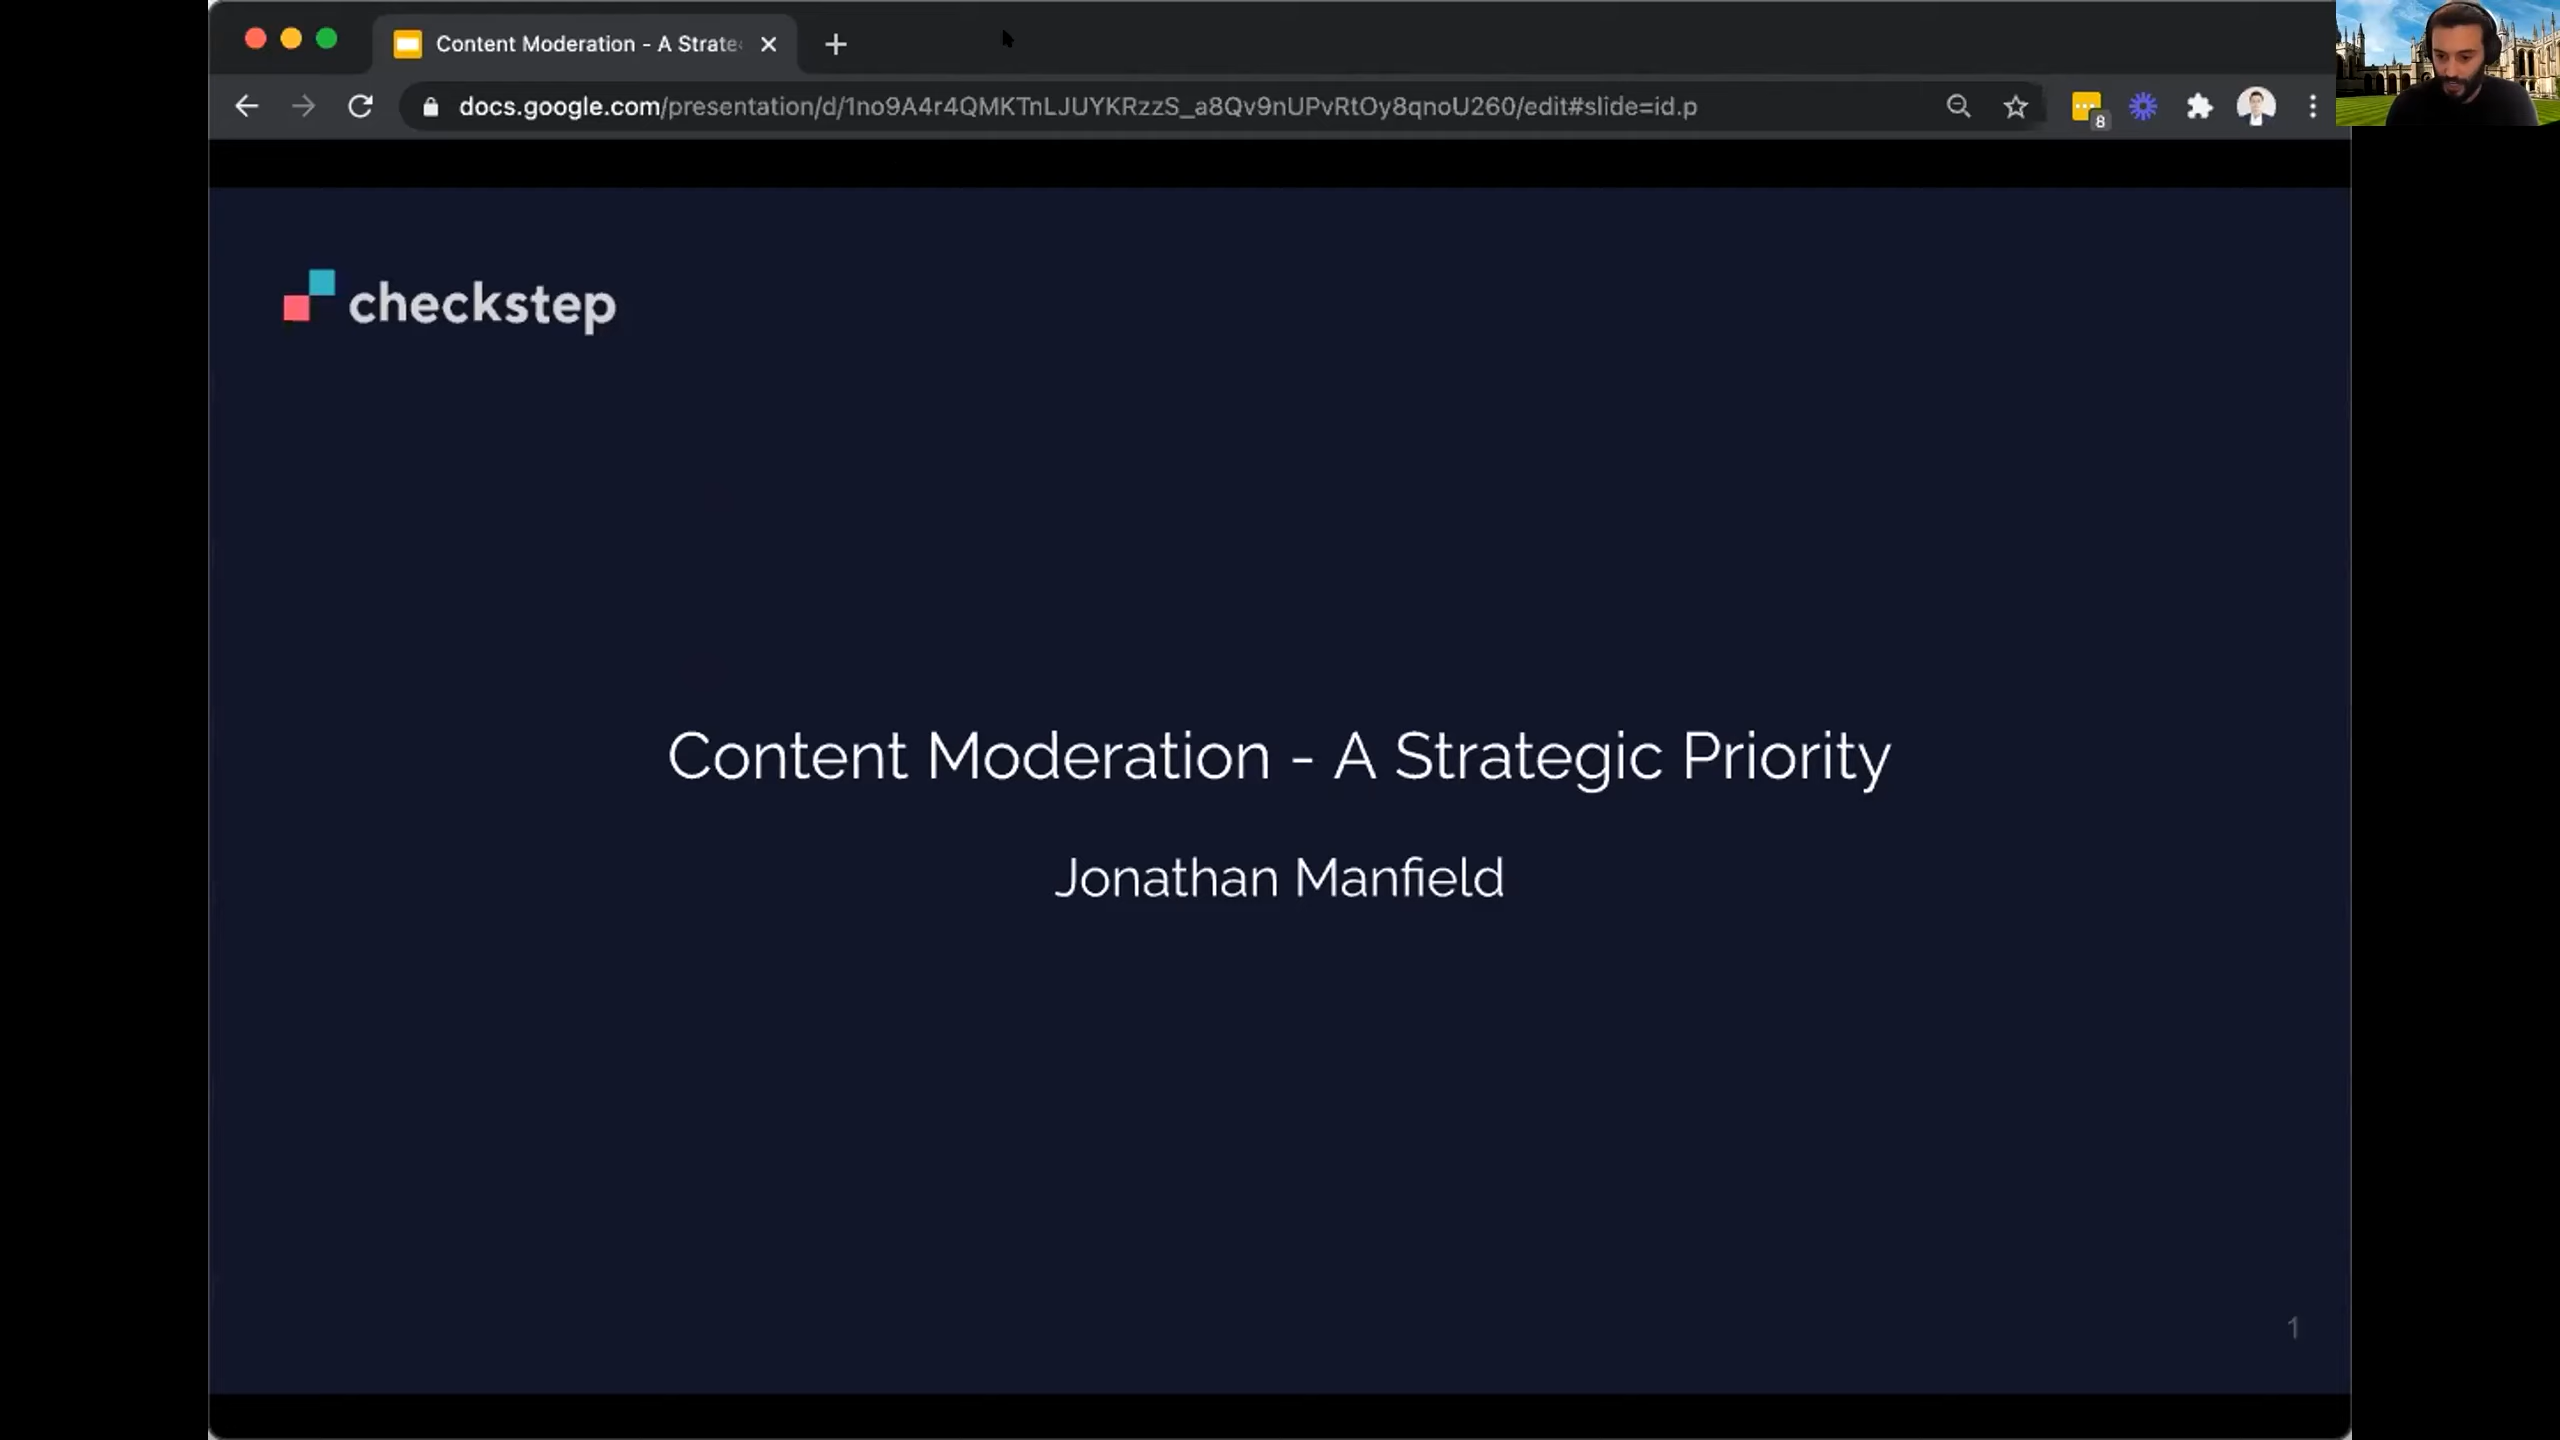 Content Moderation - A Strate
docs.google.com/presentation/d/1no9A4r4QMKTnLJUYKRzzS_a8Qv9nUPvRtOy8qnoU260/edit#slide=id.p
8
checkstep
Content Moderation - A Strategic Priority
Jonathan Manfield
1